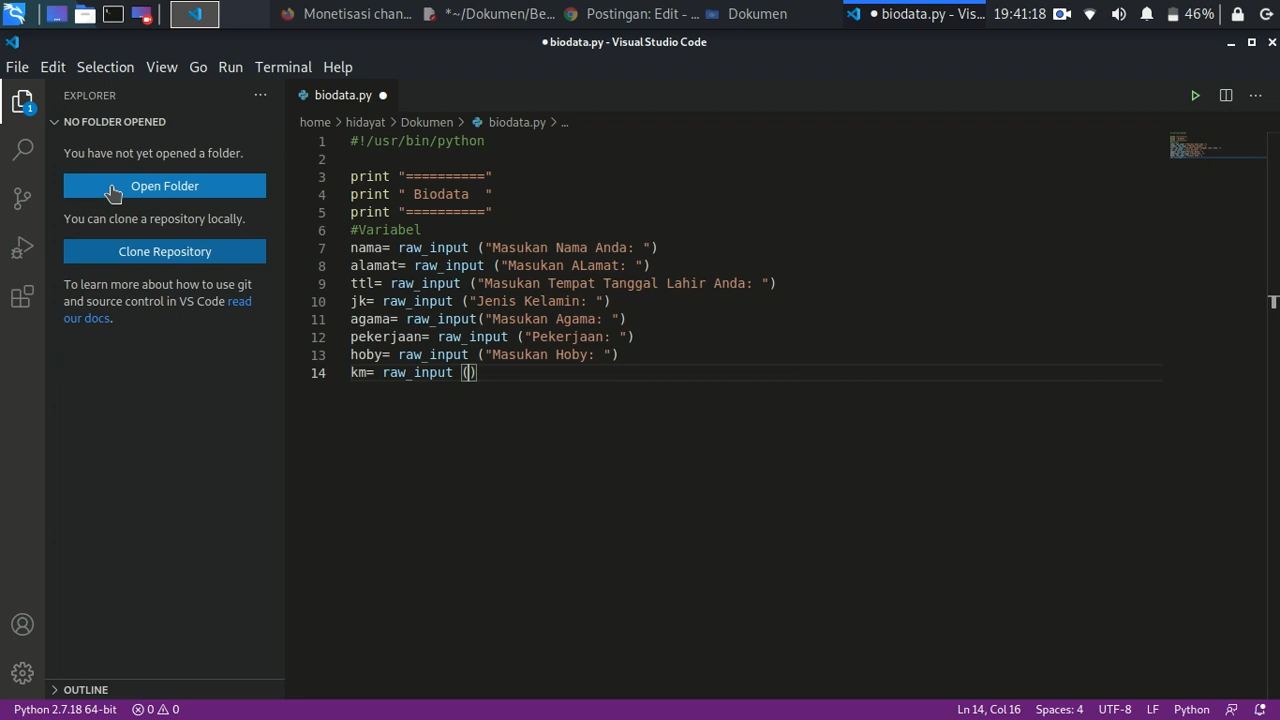 Monetisasi chan...
*~/Dokumen/Be...
Postingan: Edit - ...
Dokumen
biodata.py - Vis...
19:41:18
46%
biodata.py - Visual Studio Code
File Edit Selection View Go Run Terminal Help
EXPLORER
...
biodata.py
NO FOLDER OPENED
You have not yet opened a folder.
Open Folder
You can clone a repository locally.
Clone Repository
To learn more about how to use git
and source control in VS Code read
our docs.
1
home > hidayat > Dokumen > biodata.py > ...
1 #!/usr/bin/python
2
3 print "=========="
4 print " Biodata  "
5 print "=========="
6 #Variabel
7 nama= raw_input ("Masukan Nama Anda: ")
8 alamat= raw_input ("Masukan ALamat: ")
9 ttl= raw_input ("Masukan Tempat Tanggal Lahir Anda: ")
10 jk= raw_input ("Jenis Kelamin: ")
11 agama= raw_input("Masukan Agama: ")
12 pekerjaan= raw_input ("Pekerjaan: ")
13 hoby= raw_input ("Masukan Hoby: ")
14 km= raw_input ()
OUTLINE
Python 2.7.18 64-bit
0
0
Ln 14, Col 16
Spaces: 4
UTF-8
LF
Python